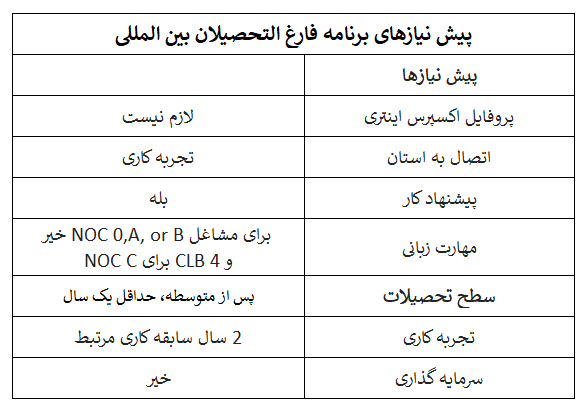 پیش نیازهای برنامه فارغ التحصیلان بین المللی
پیش نیازها
پروفایل اکسپرس اینتری لازم نیست
اتصال به استان تجربه کاری
پیشنهاد کار بله
مهارت زبانی برای مشاغل NOC 0,A, or B خیر
و CLB 4 برای NOC C
سطح تحصیلات پس از متوسطه، حداقل یک سال
تجربه کاری 2 سال سابقه کاری مرتبط
سرمایه گذاری خیر